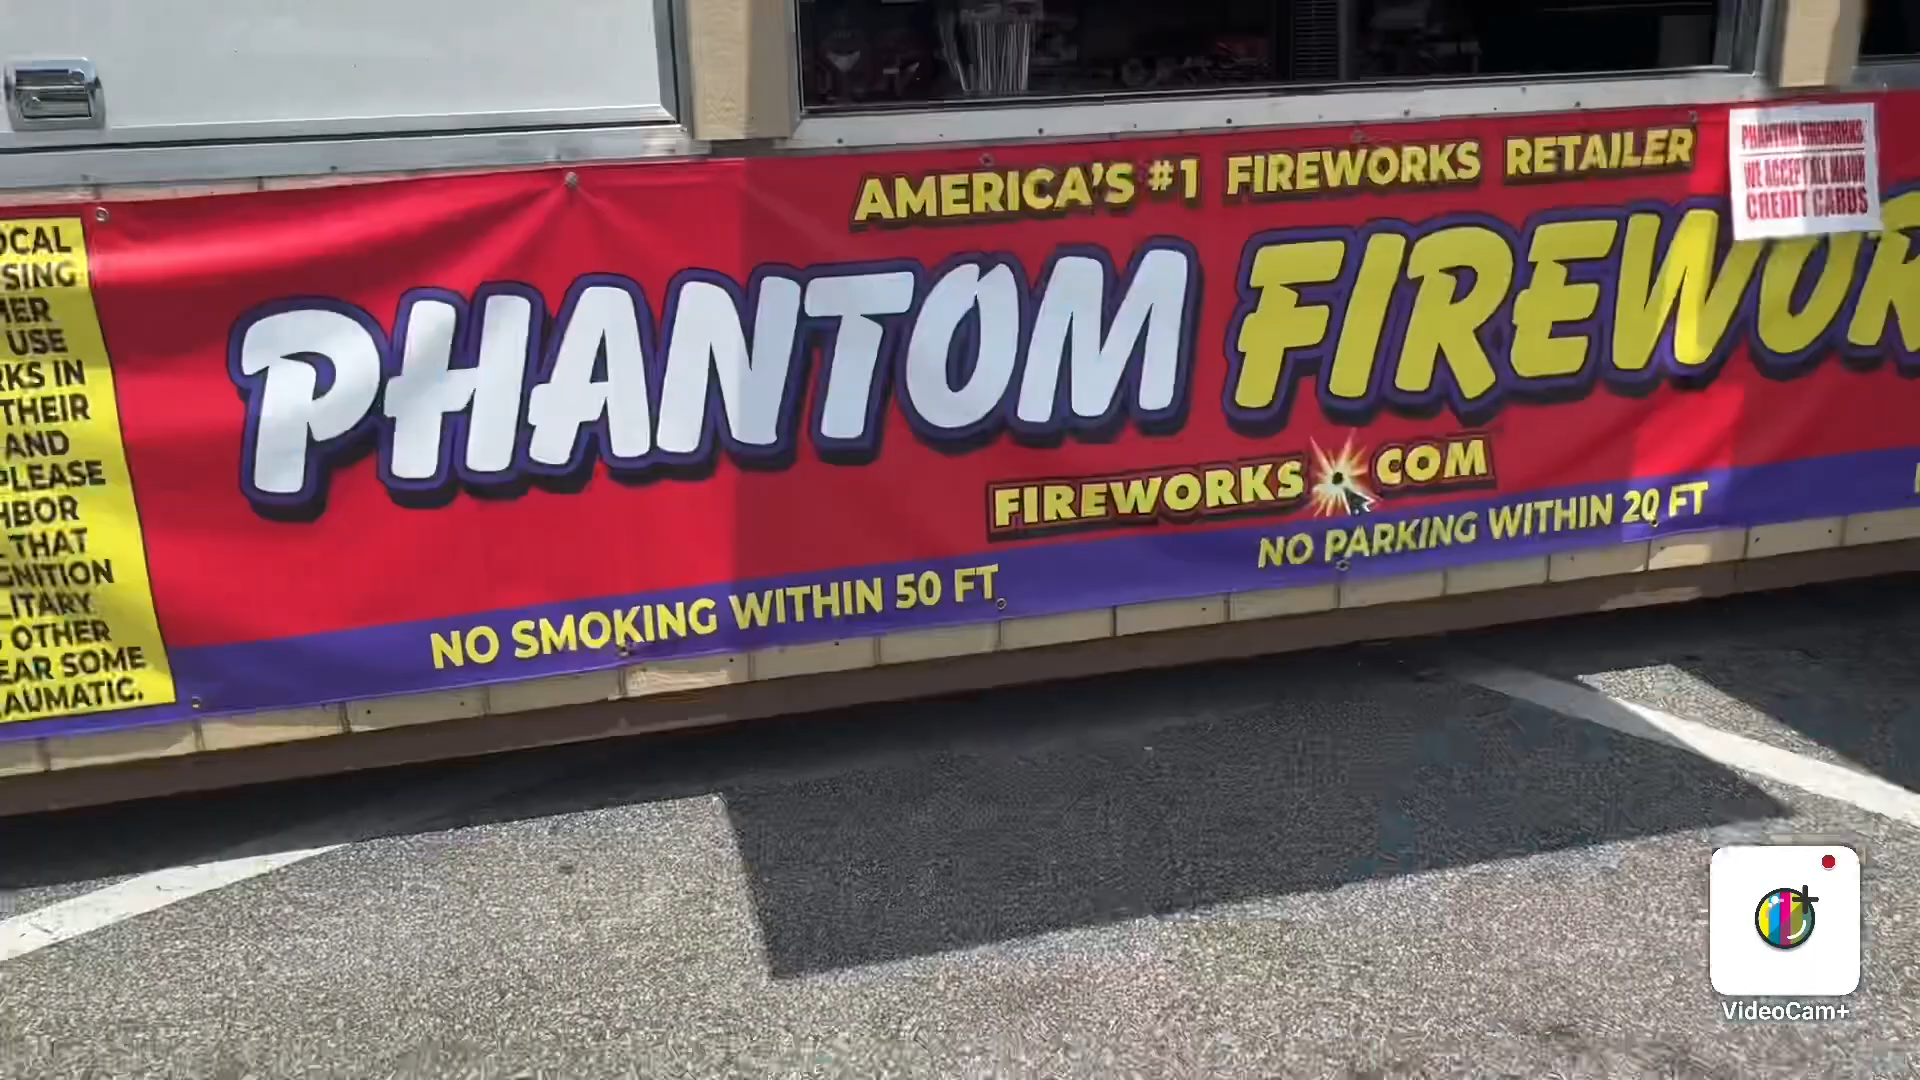 OCAL
SING
MER
USE
RKS IN
THEIR
AND
PLEASE
HBOR
THAT
GNITION
LITARY
OTHER
EAR SOME
AUMATIC.
AMERICA'S #1 FIREWORKS RETAILER
PHANTOM FIREWOR
FIREWORKS.COM
NO SMOKING WITHIN 50 FT
NO PARKING WITHIN 20 FT
PHANTOM FIREWORKS
WE ACCEPT ALL MAJOR
CREDIT CARDS
VideoCam+